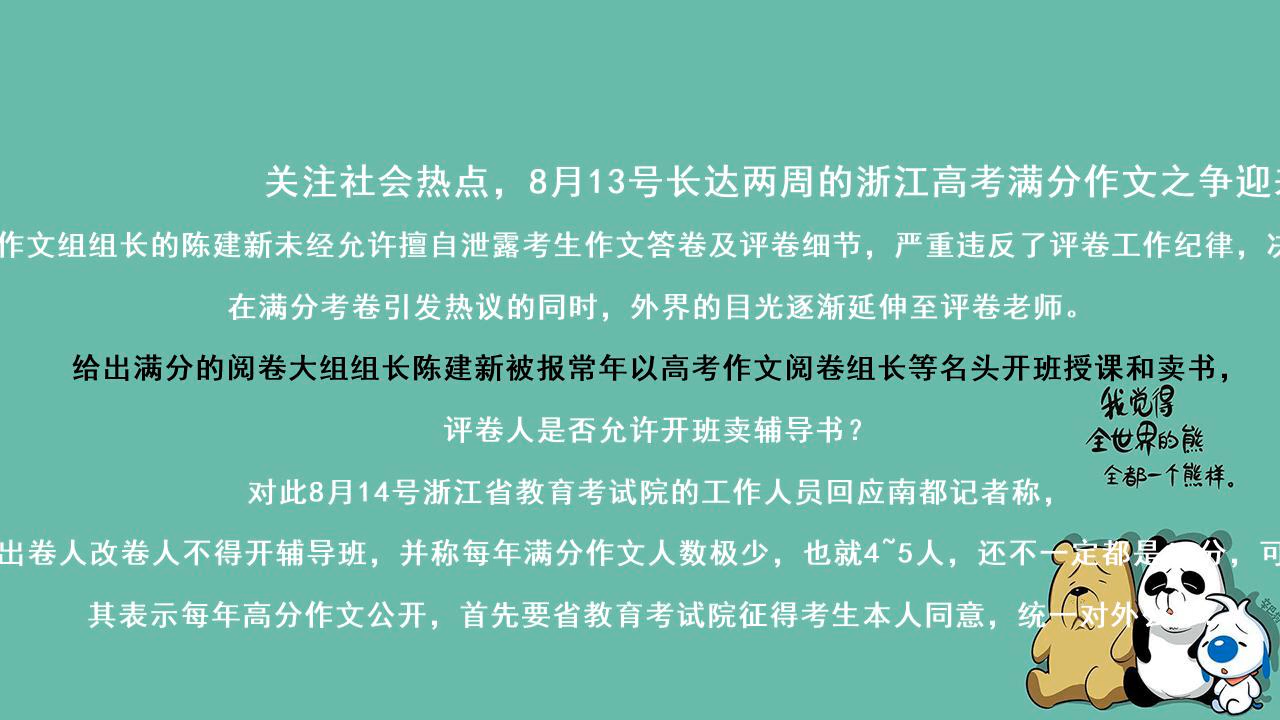 关注社会热点，8月13号长达两周的浙江高考满分作文之争迎
作文组组长的陈建新未经允许擅自泄露考生作文答卷及评卷细节，严重违反了评卷工作纪律，
在满分考卷引发热议的同时，外界的目光逐渐延伸至评卷老师。
给出满分的阅卷大组组长陈建新被报常年以高考作文阅卷组长等名头开班授课和卖书，
评卷人是否允许开班卖辅导书？
对此8月14号浙江省教育考试院的工作人员回应南都记者称，
出卷人改卷人不得开辅导班，并称每年满分作文人数极少，也就4~5人，还不一定都是 分，可
其表示每年高分作文公开，首先要省教育考试院征得考生本人同意，统一对外
我觉得
全世界的熊
全都一个熊样。